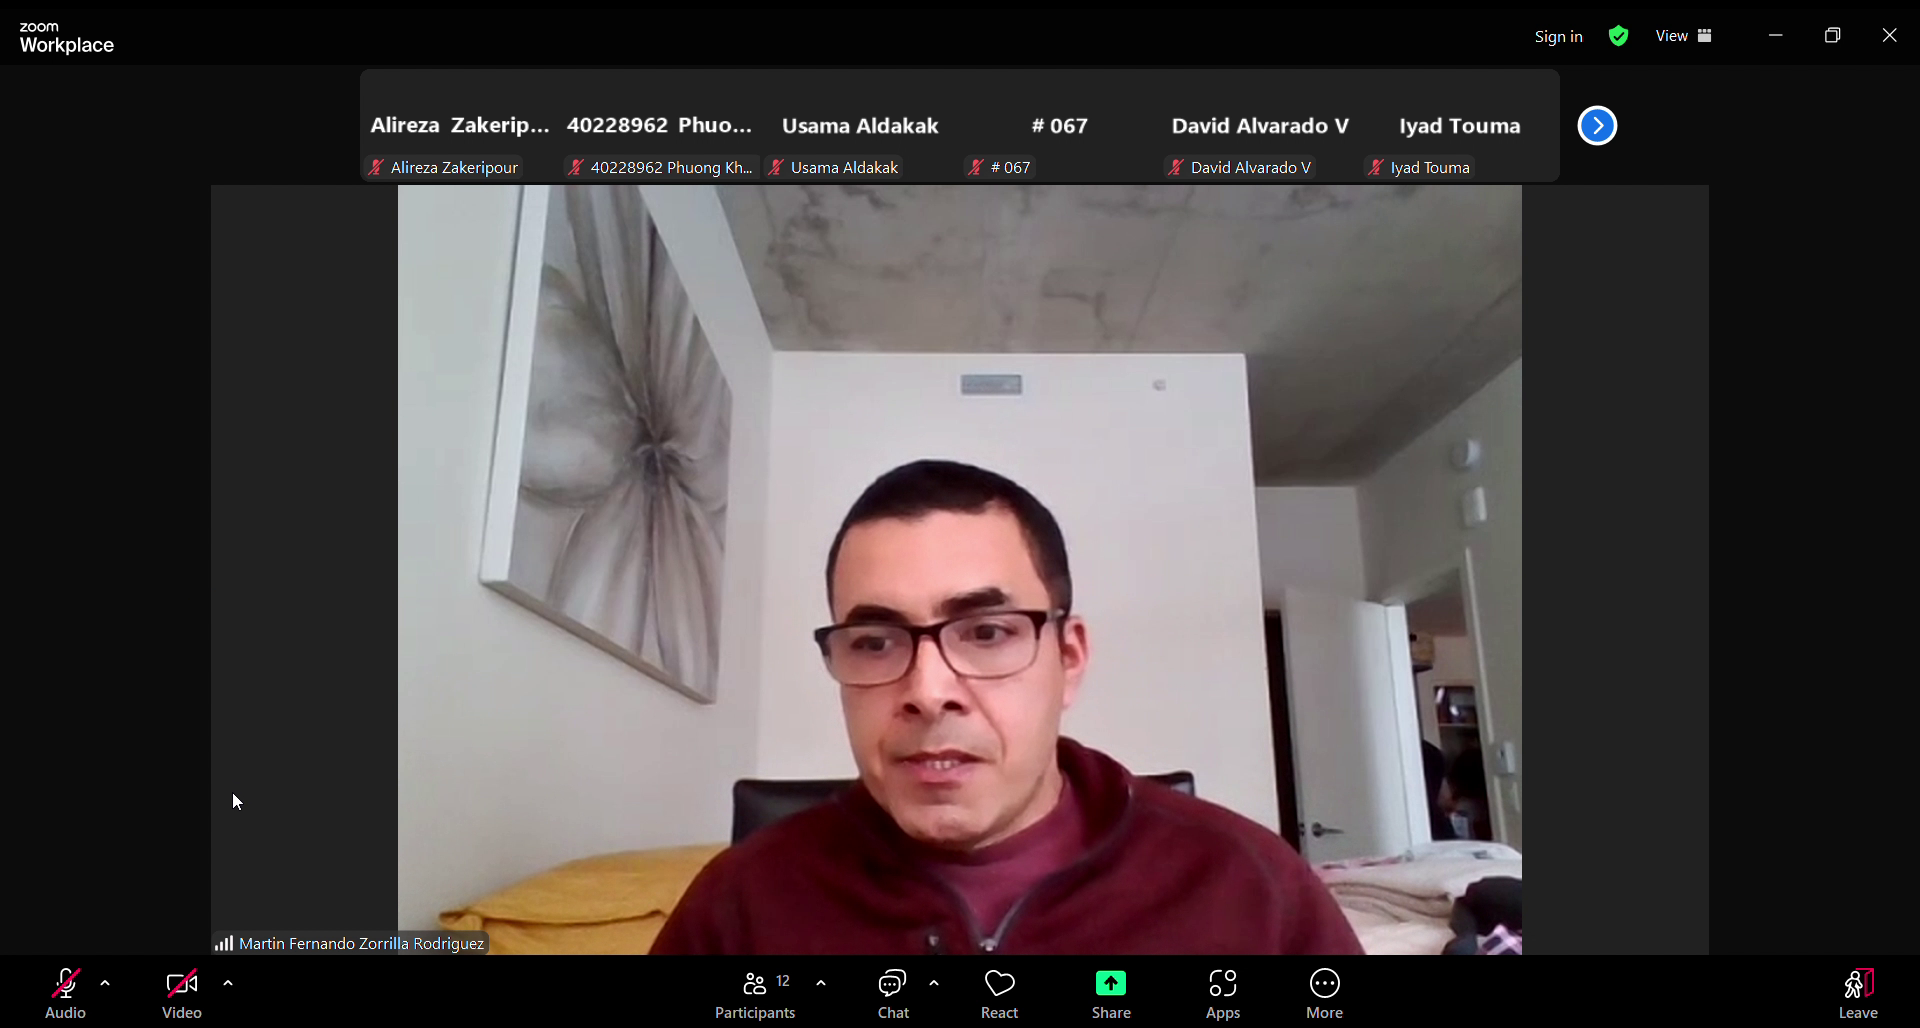 zoom
Workplace
Sign in
View
Alireza Zakerip...
40228962 Phuo...
Usama Aldakak
# 067
David Alvarado V
Iyad Touma
Alireza Zakeripour
40228962 Phuong Kh...
Usama Aldakak
# 067
David Alvarado V
Iyad Touma
Martin Fernando Zorrilla Rodriguez
Audio
Video
12
Participants
Chat
React
Share
Apps
More
Leave